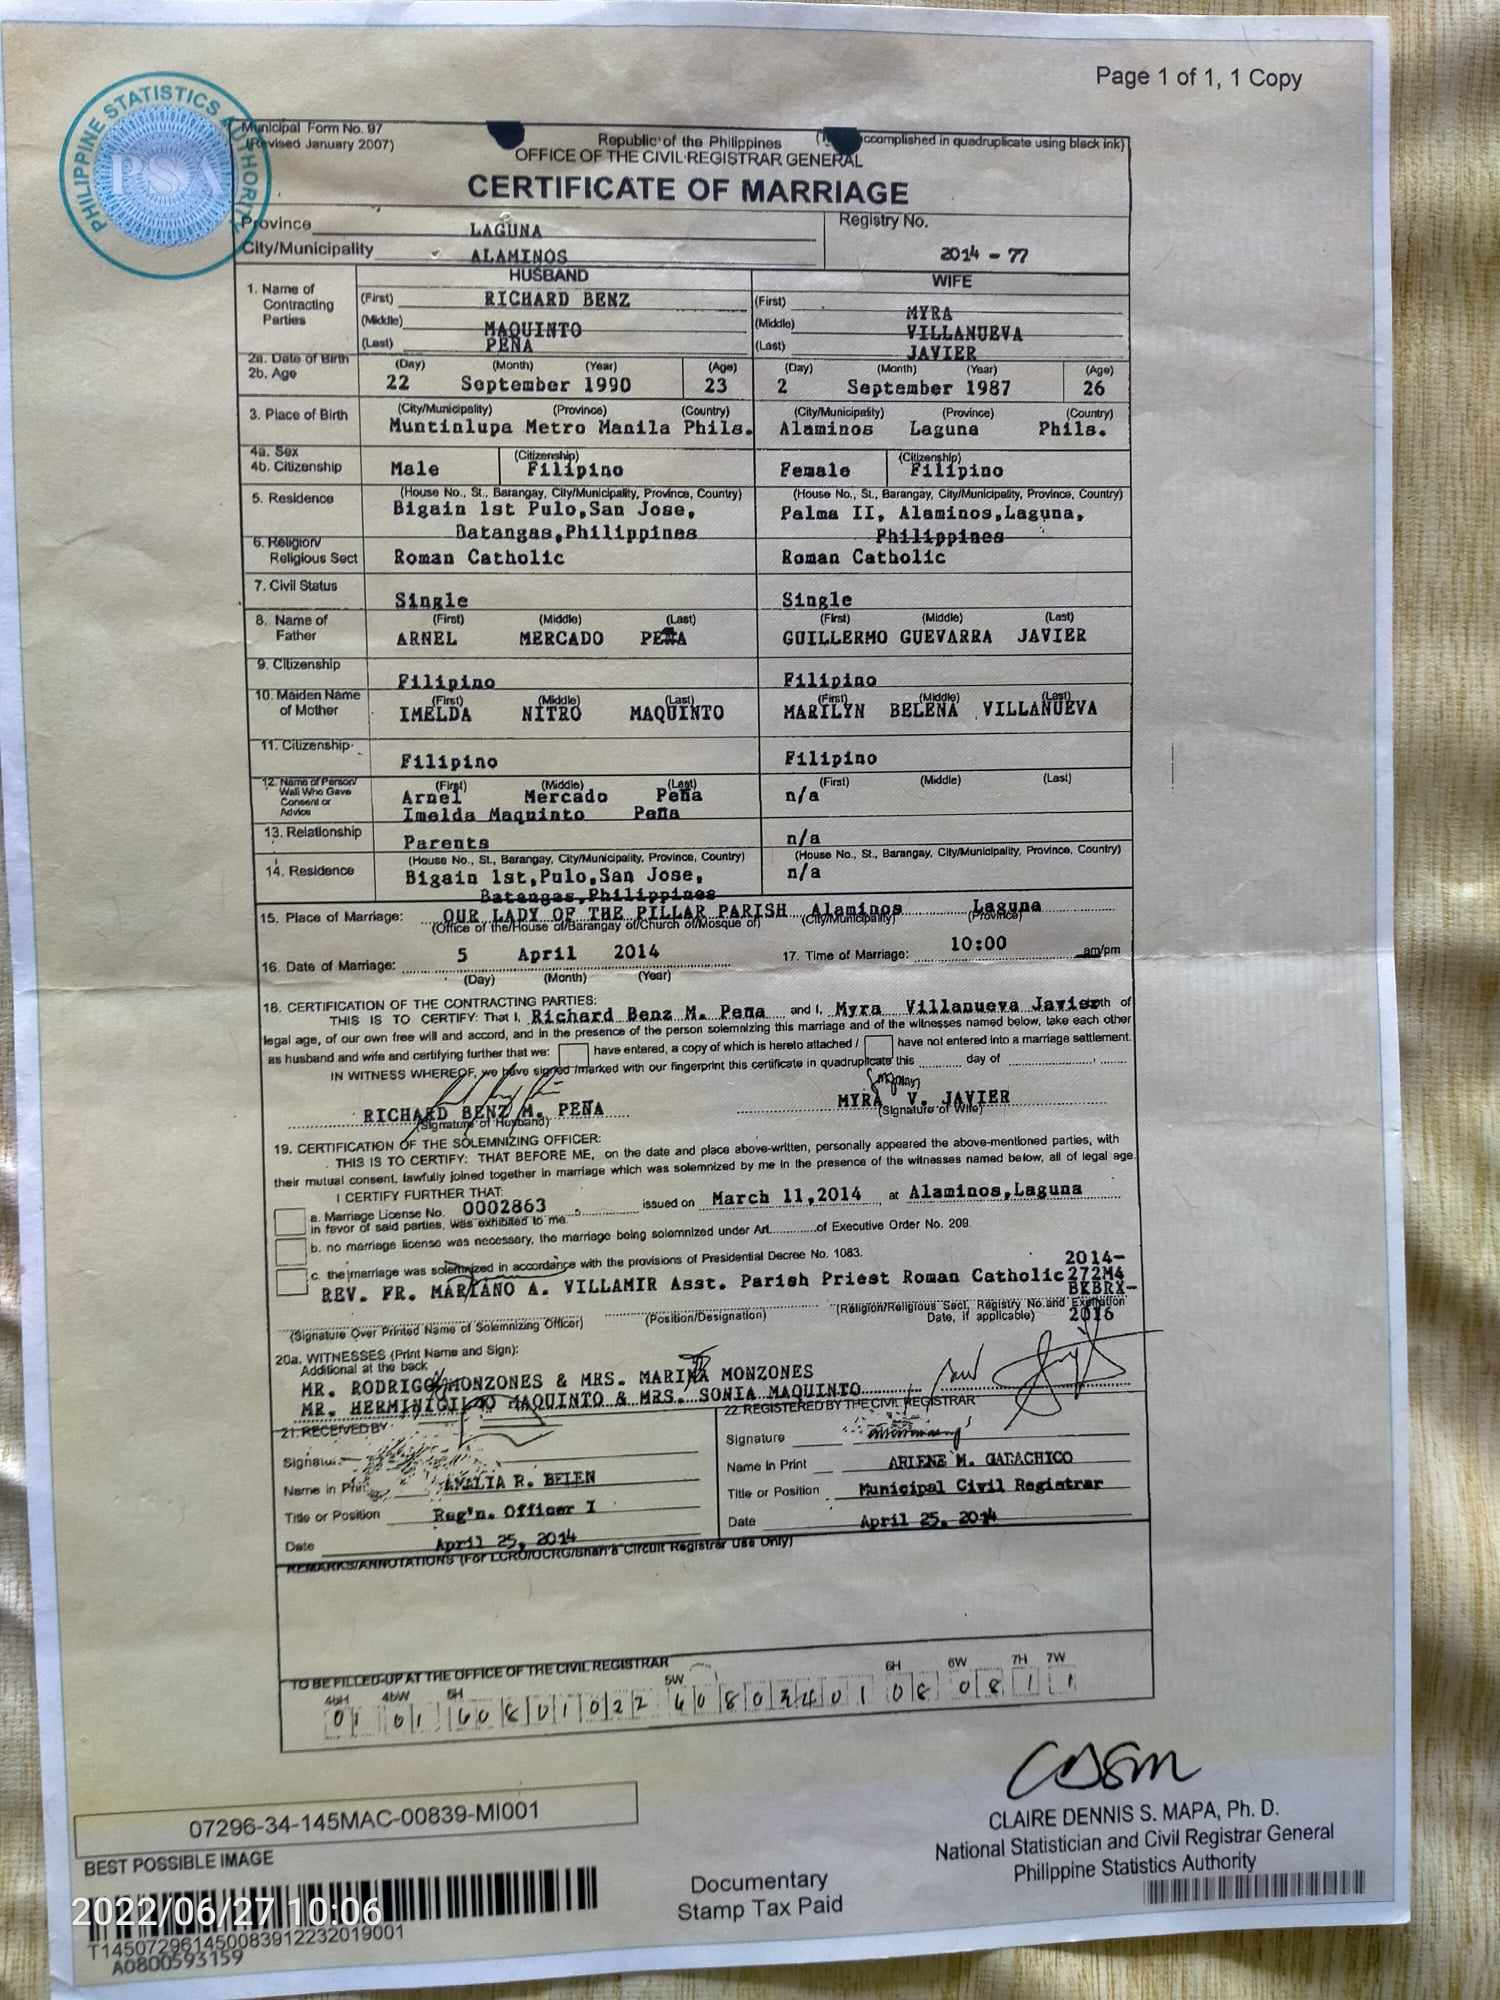 Page 1 of 1, 1 Copy
PHILIPPINE STATISTICS AUTHORITY
PSA
Municipal Form No. 97
(Revised January 2007)
Republic of the Philippines
accomplished in quadruplicate using black ink)
OFFICE OF THE CIVIL REGISTRAR GENERAL
CERTIFICATE OF MARRIAGE
Province LAGUNA
Registry No.
City/Municipality ALAMINOS
2014 - 77
HUSBAND WIFE
1. Name of Contracting Parties
(First) RICHARD BENZ (First) MYRA
(Middle) MAQUINTO (Middle) VILLANUEVA
(Last) PEÑA (Last) JAVIER
2a. Date of Birth (Day) (Month) (Year) (Age) (Day) (Month) (Year) (Age)
2b. Age 22 September 1990 23 2 September 1987 26
3. Place of Birth (City/Municipality) (Province) (Country) (City/Municipality) (Province) (Country)
Muntinlupa Metro Manila Phils. Alaminos Laguna Phils.
4a. Sex (Citizenship) (Citizenship)
4b. Citizenship Male Filipino Female Filipino
5. Residence (House No., St., Barangay, City/Municipality, Province, Country) (House No., St., Barangay, City/Municipality, Province, Country)
Bigain 1st Pulo,San Jose, Palma II, Alaminos,Laguna,
Batangas,Philippines Philippines
6. Religion/
Religious Sect Roman Catholic Roman Catholic
7. Civil Status
Single Single
8. Name of Father (First) (Middle) (Last) (First) (Middle) (Last)
ARNEL MERCADO PEÑA GUILLERMO GUEVARRA JAVIER
9. Citizenship
Filipino Filipino
10. Maiden Name of Mother (First) (Middle) (Last) (First) (Middle) (Last)
IMELDA NITRO MAQUINTO MARILYN BELENA VILLANUEVA
11. Citizenship
Filipino Filipino
12. Name of Person/ Wali Who Gave Consent or Advice (First) (Middle) (Last) (First) (Middle) (Last)
Arnel Mercado Peña n/a
Imelda Maquinto Peña
13. Relationship Parents n/a
14. Residence (House No., St., Barangay, City/Municipality, Province, Country) (House No., St., Barangay, City/Municipality, Province, Country)
Bigain 1st,Pulo,San Jose, n/a
Batangas,Philippines
15. Place of Marriage: OUR LADY OF THE PILLAR PARISH Alaminos Laguna
(Office of the/House of/Barangay of/Church of/Mosque of) (City/Municipality) (Province)
16. Date of Marriage: 5 April 2014 17. Time of Marriage: 10:00 am/pm
(Day) (Month) (Year)
18. CERTIFICATION OF THE CONTRACTING PARTIES:
THIS IS TO CERTIFY: That I, Richard Benz M. Peña and I, Myra Villanueva Javier both of
legal age, of our own free will and accord, and in the presence of the person solemnizing this marriage and of the witnesses named below, take each other
as husband and wife and certifying further that we: have entered, a copy of which is hereto attached / have not entered into a marriage settlement.
IN WITNESS WHEREOF, we have signed /marked with our fingerprint this certificate in quadruplicate this day of
RICHARD BENZ M. PEÑA MYRA V. JAVIER
(Signature of Husband) (Signature of Wife)
19. CERTIFICATION OF THE SOLEMNIZING OFFICER:
THIS IS TO CERTIFY: THAT BEFORE ME, on the date and place above-written, personally appeared the above-mentioned parties, with
their mutual consent, lawfully joined together in marriage which was solemnized by me in the presence of the witnesses named below, all of legal age.
I CERTIFY FURTHER THAT:
a. Marriage License No. 0002863 issued on March 11,2014 at Alaminos,Laguna
in favor of said parties, was exhibited to me.
b. no marriage license was necessary, the marriage being solemnized under Art. of Executive Order No. 209.
c. the marriage was solemnized in accordance with the provisions of Presidential Decree No. 1083.
REV. FR. MARIANO A. VILLAMIR Asst. Parish Priest Roman Catholic 2014-
272M4
BKBRX-
2016
(Signature Over Printed Name of Solemnizing Officer) (Position/Designation) (Religion/Religious Sect, Registry No.and Expiration
Date, if applicable)
20a. WITNESSES (Print Name and Sign):
Additional at the back
MR. RODRIGO MONZONES & MRS. MARINA MONZONES
MR. HERMINIGILDO MAQUINTO & MRS. SONIA MAQUINTO
21. RECEIVED BY
Signature
Name in Print AMALIA R. BELEN
Title or Position Reg'n. Officer I
Date April 25, 2014
22. REGISTERED BY THE CIVIL REGISTRAR
Signature
Name in Print ARLENE M. GATACHICO
Title or Position Municipal Civil Registrar
Date April 25, 2014
REMARKS/ANNOTATIONS (For LCRO/OCRG/Shari'a Circuit Registrar Use Only)
TO BE FILLED-UP AT THE OFFICE OF THE CIVIL REGISTRAR
4bH 4bW 5H 5W 6H 6W 7H 7W
CLAIRE DENNIS S. MAPA, Ph. D.
National Statistician and Civil Registrar General
Philippine Statistics Authority
07296-34-145MAC-00839-MI001
BEST POSSIBLE IMAGE
Documentary
Stamp Tax Paid
2022/06/27 10:06
T145072961450083912232019001
A0800593159